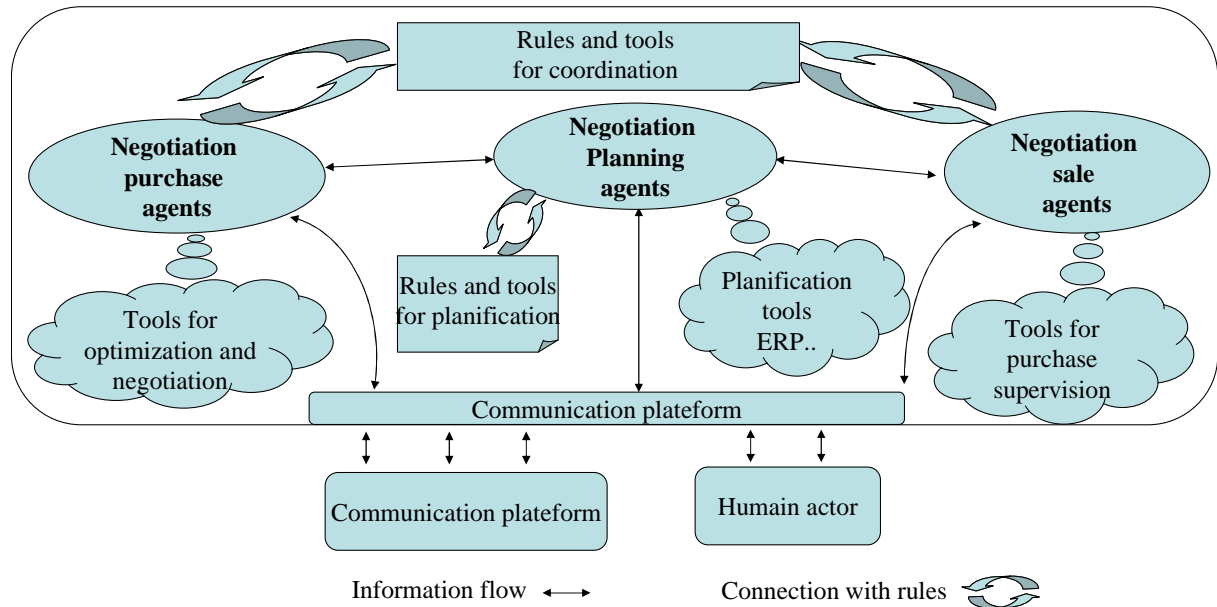 Rules and tools
for coordination
Negotiation
purchase
agents
Negotiation
Planning
agents
Negotiation
sale
agents
Rules and tools
for planification
Planification
tools
ERP..
Tools for
optimization and
negotiation
Tools for
purchase
supervision
Communication plateform
Communication plateform
Humain actor
Information flow
Connection with rules